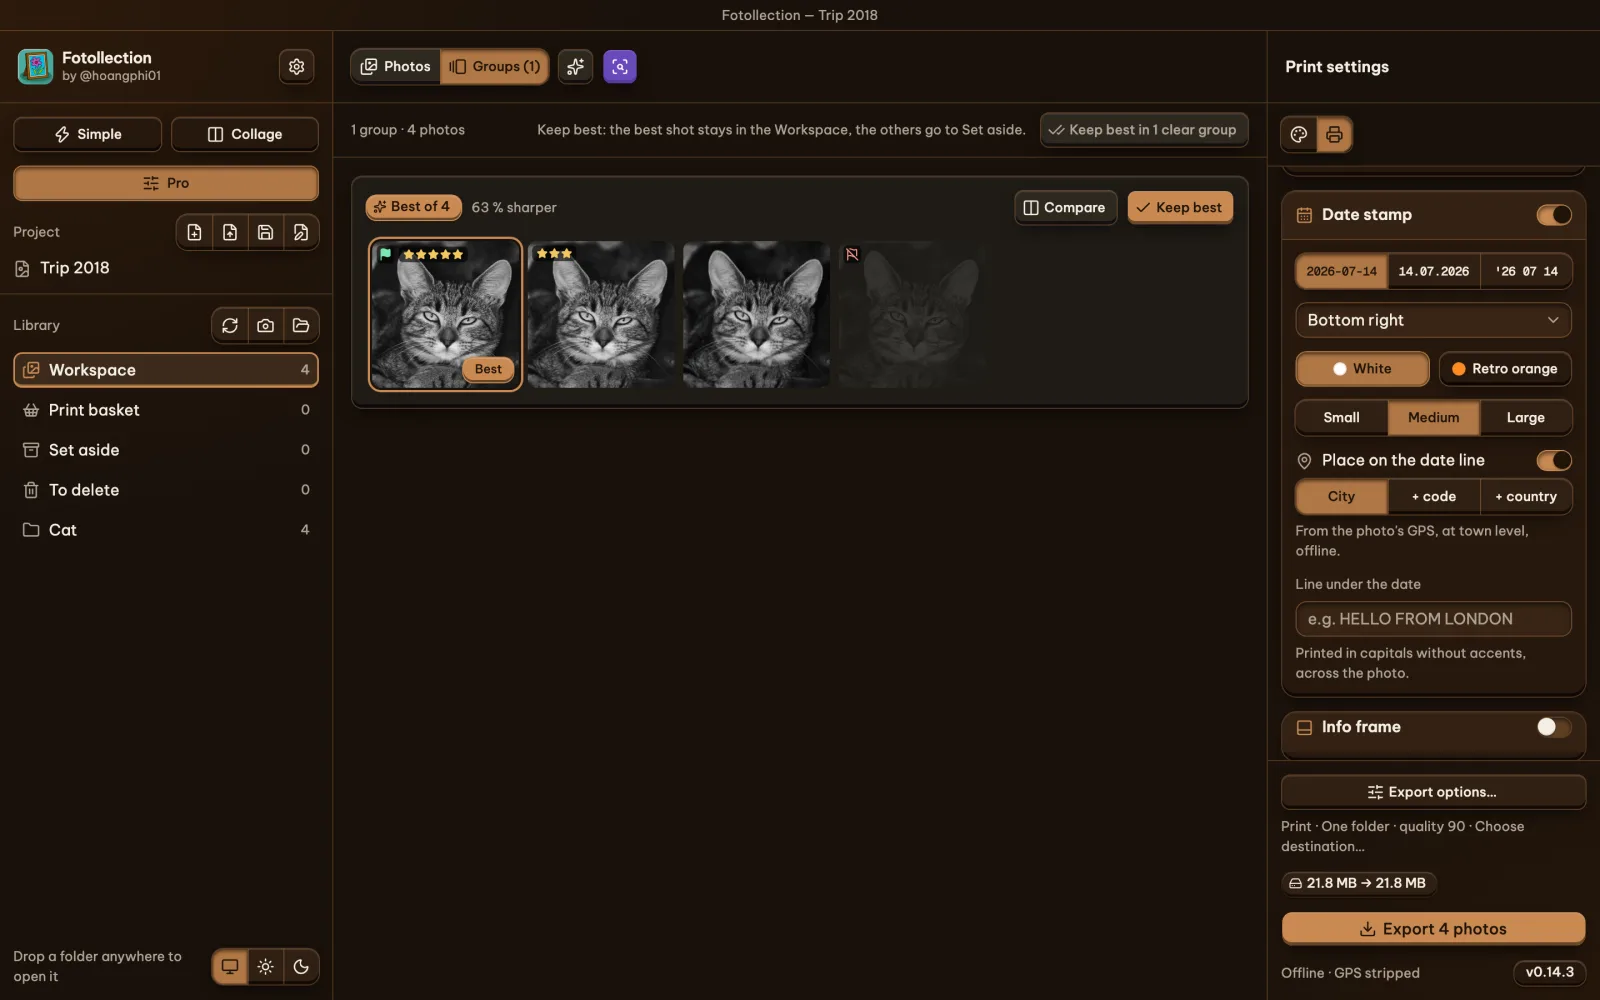 Fotollection — Trip 2018
Fotollection
by @hoangphi01
Simple
Collage
Pro
Project
Trip 2018
Library
Workspace 4
Print basket 0
Set aside 0
To delete 0
Cat 4
Drop a folder anywhere to
open it
Photos
Groups (1)
1 group · 4 photos
Keep best: the best shot stays in the Workspace, the others go to Set aside.
Keep best in 1 clear group
Best of 4
63 % sharper
Compare
Keep best
Best
Print settings
Date stamp
2026-07-14
14.07.2026
'26 07 14
Bottom right
White
Retro orange
Small
Medium
Large
Place on the date line
City
+ code
+ country
From the photo's GPS, at town level,
offline.
Line under the date
e.g. HELLO FROM LONDON
Printed in capitals without accents,
across the photo.
Info frame
Export options…
Print · One folder · quality 90 · Choose
destination…
21.8 MB → 21.8 MB
Export 4 photos
Offline · GPS stripped
v0.14.3